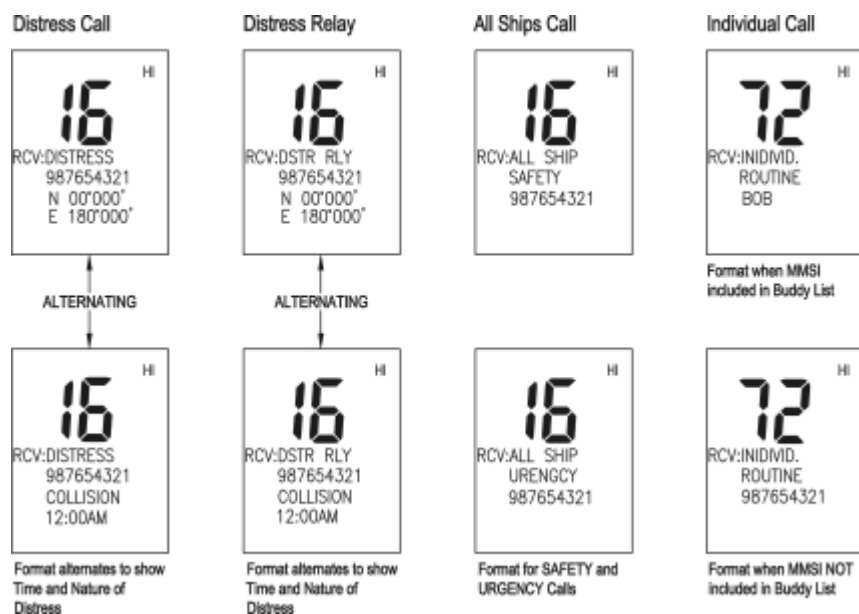 Distress Call
HI
16
RCV:DISTRESS
987654321
N 00°000'
E 180°000'
ALTERNATING
HI
16
RCV:DISTRESS
987654321
COLLISION
12:00AM
Format alternates to show
Time and Nature of
Distress
Distress Relay
HI
16
RCV:DSTR RLY
987654321
N 00°000'
E 180°000'
ALTERNATING
HI
16
RCV:DSTR RLY
987654321
COLLISION
12:00AM
Format alternates to show
Time and Nature of
Distress
All Ships Call
HI
16
RCV:ALL SHIP
SAFETY
987654321
HI
16
RCV:ALL SHIP
URENGCY
987654321
Format for SAFETY and
URGENCY Calls
Individual Call
HI
72
RCV:INIDIVID.
ROUTINE
BOB
Format when MMSI
included in Buddy List
HI
72
RCV:INIDIVID.
ROUTINE
987654321
Format when MMSI NOT
included in Buddy List